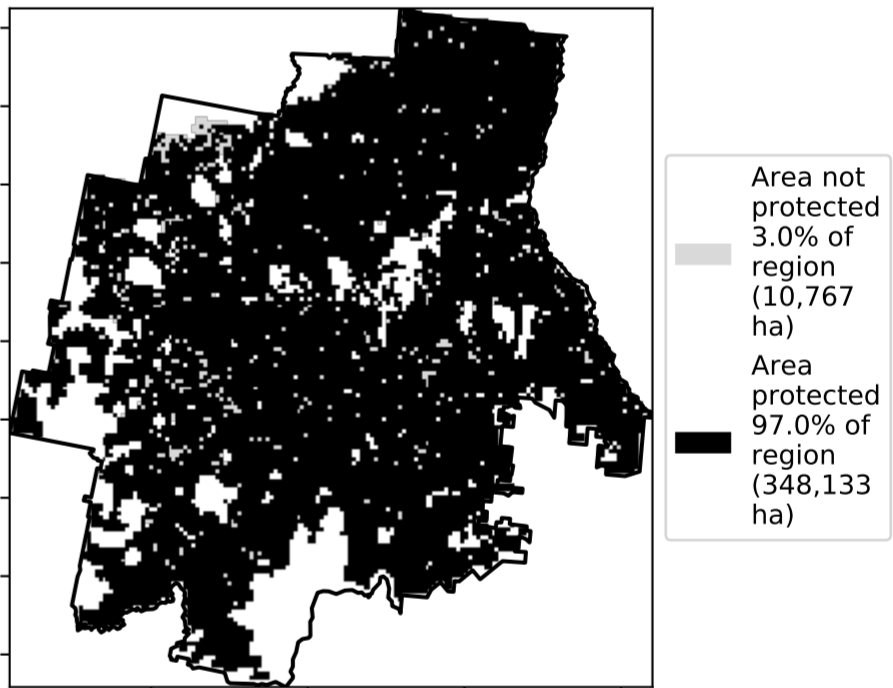 Area not
protected
3.0% of
region
(10,767
ha)
Area
protected
97.0% of
region
(348,133
ha)